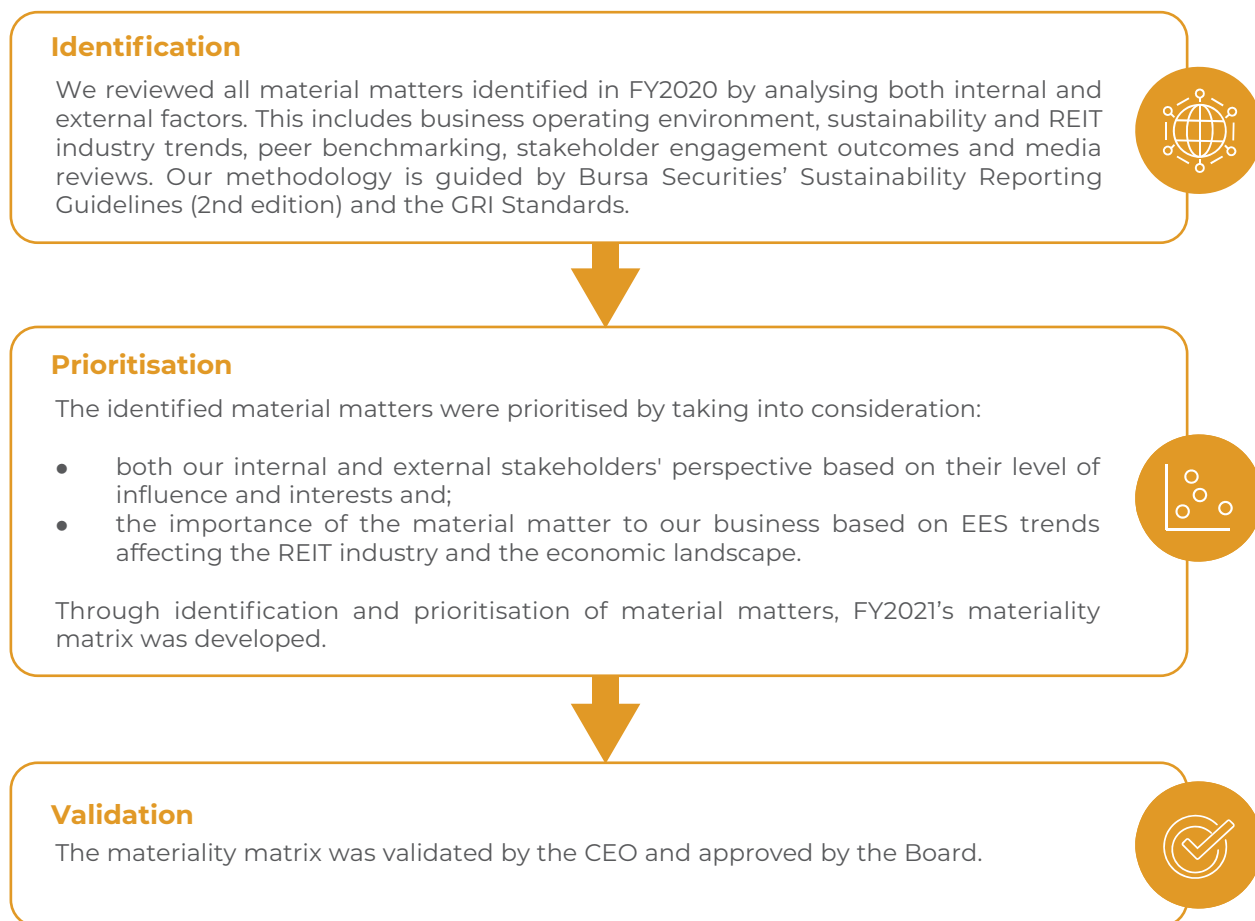 Identification
We reviewed all material matters identified in FY2020 by analysing both internal and
external factors. This includes business operating environment, sustainability and REIT
industry trends, peer benchmarking, stakeholder engagement outcomes and media
reviews. Our methodology is guided by Bursa Securities’ Sustainability Reporting
Guidelines (2nd edition) and the GRI Standards.
Prioritisation
The identified material matters were prioritised by taking into consideration:
● both our internal and external stakeholders' perspective based on their level of
influence and interests and;
● the importance of the material matter to our business based on EES trends
affecting the REIT industry and the economic landscape.
Through identification and prioritisation of material matters, FY2021’s materiality
matrix was developed.
Validation
The materiality matrix was validated by the CEO and approved by the Board.